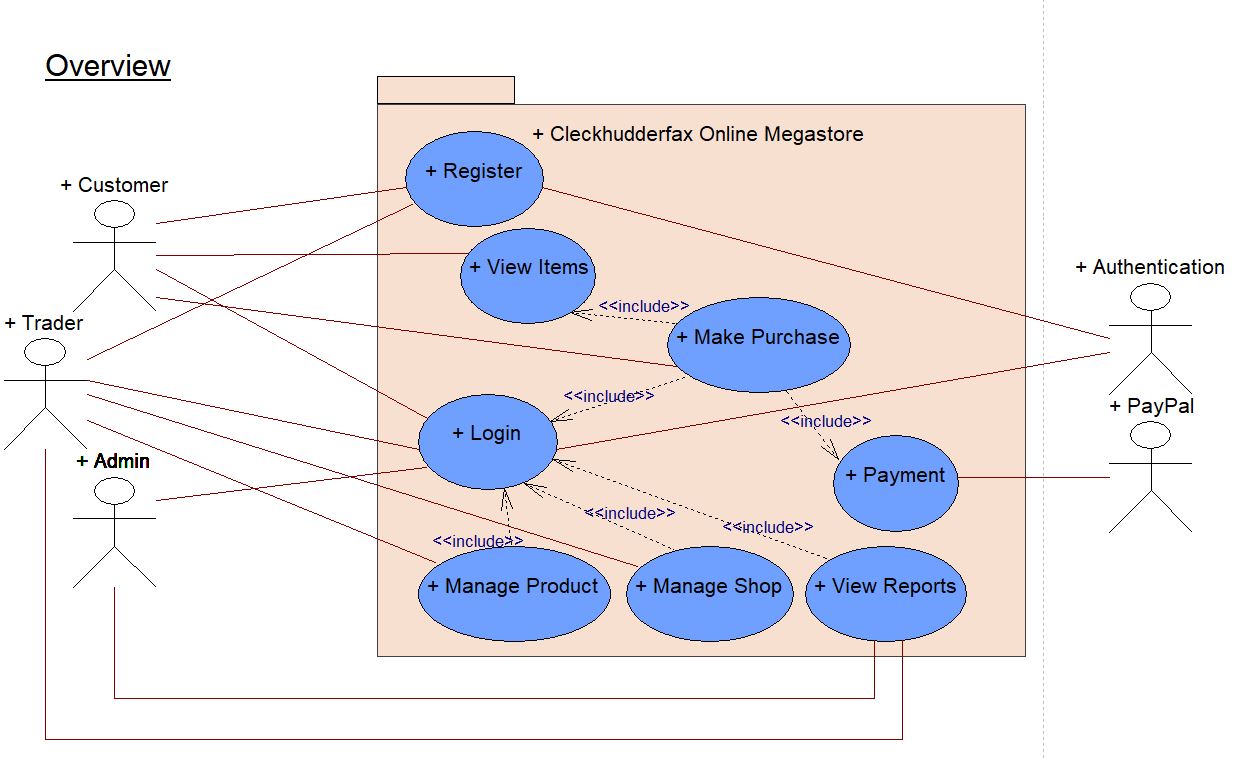 Overview
+ Cleckhudderfax Online Megastore
+ Register
+ Customer
+ View Items
+ Authentication
<<include>>
+ Trader
+ Make Purchase
<<include>>
+ PayPal
<<include>>
+ Login
+ Admin
+ Payment
<<include>>
<<include>>
<<include>>
+ Manage Product
+ Manage Shop
+ View Reports